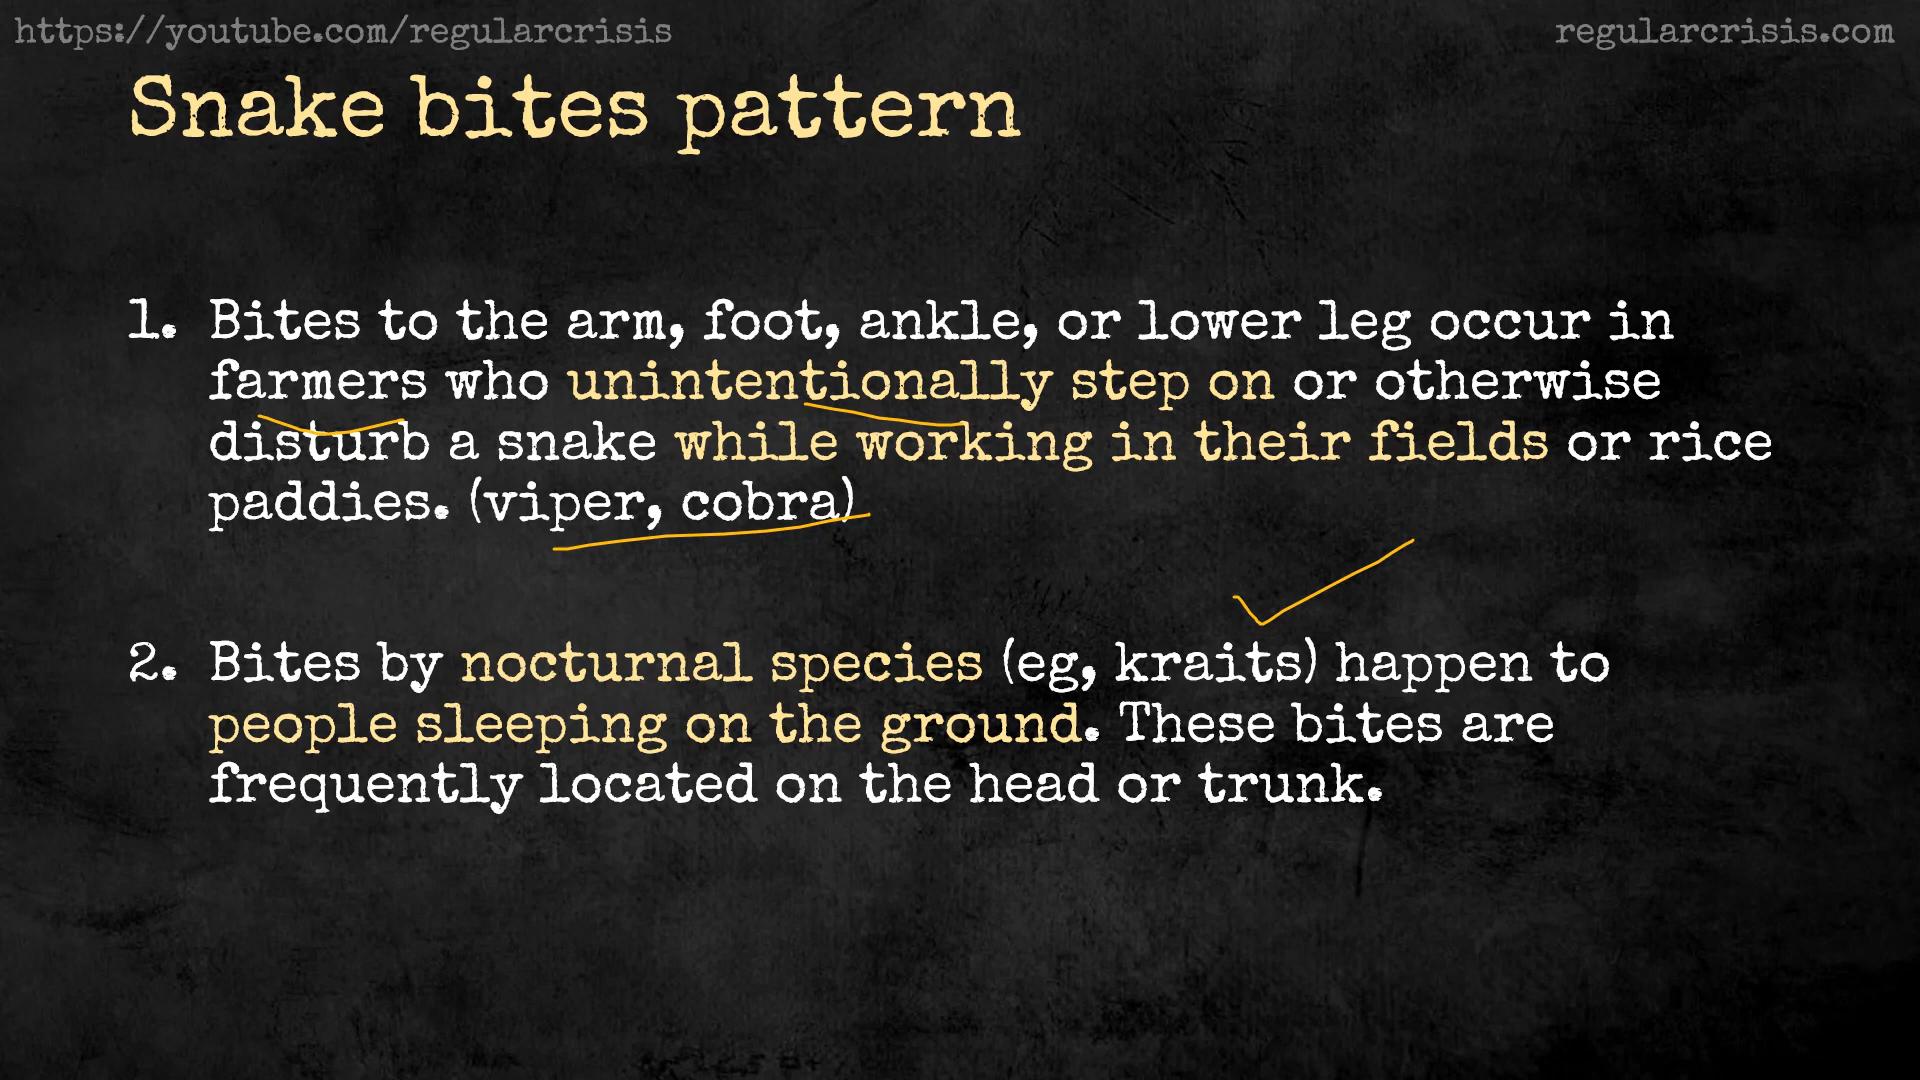 https://youtube.com/regularcrisis
regularcrisis.com
Snake bites pattern
1. Bites to the arm, foot, ankle, or lower leg occur in
farmers who unintentionally step on or otherwise
disturb a snake while working in their fields or rice
paddies. (viper, cobra)
2. Bites by nocturnal species (eg, kraits) happen to
people sleeping on the ground. These bites are
frequently located on the head or trunk.